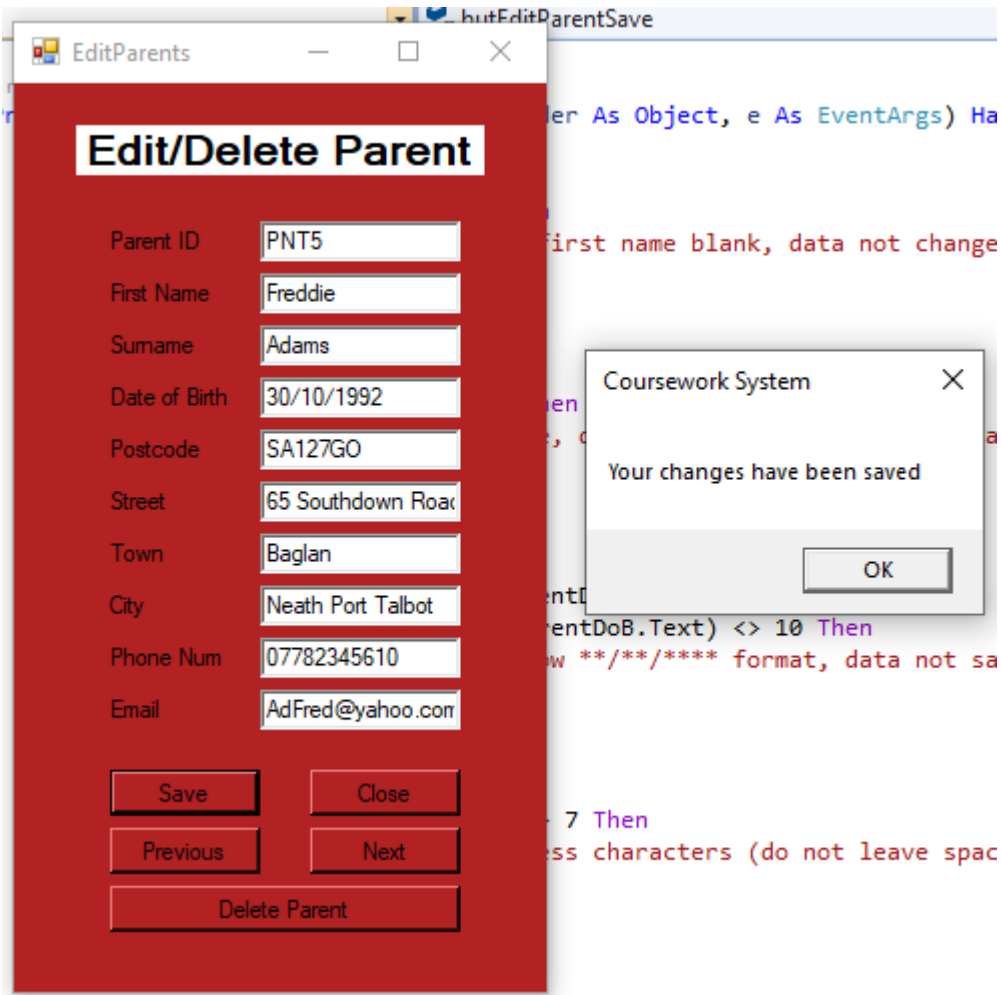 butEditParentSave
EditParents
der As Object, e As EventArgs) Ha
Edit/Delete Parent
Parent ID PNT5
first name blank, data not change
First Name Freddie
Surname Adams
Coursework System
Date of Birth 30/10/1992
Postcode SA127GO
Your changes have been saved
Street 65 Southdown Road
Town Baglan
OK
City Neath Port Talbot
entDoB.Text) <> 10 Then
Phone Num 07782345610
ow **/**/**** format, data not sa
Email AdFred@yahoo.com
Save Close
7 Then
Previous Next
ess characters (do not leave spac
Delete Parent